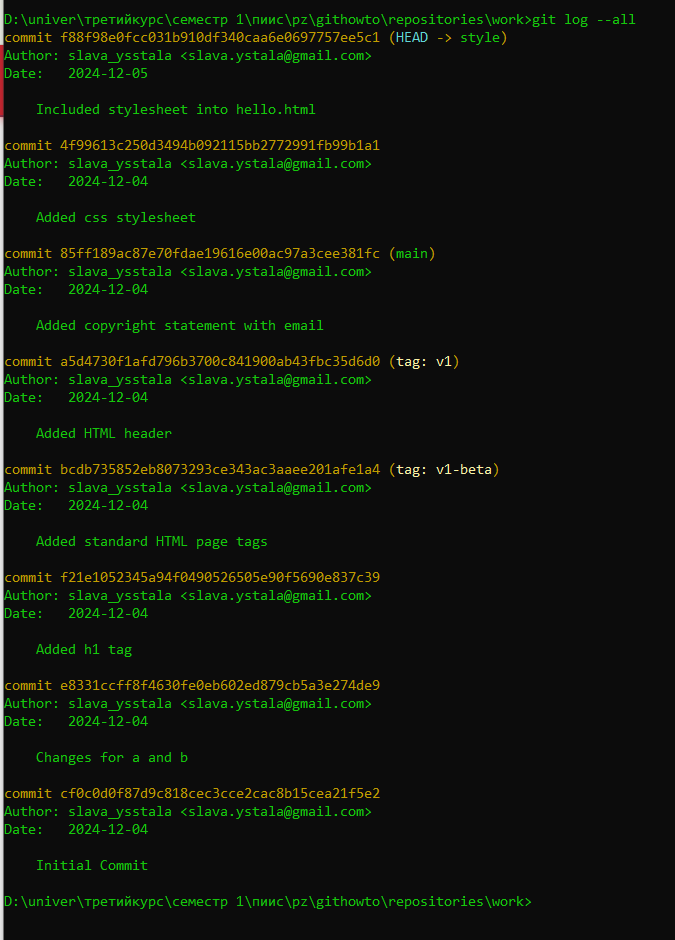 D:\univer\третийкурс\семестр 1\пиис\pz\githowto\repositories\work>git log --all
commit f88f98e0fcc031b910df340caa6e0697757ee5c1 (HEAD -> style)
Author: slava_ysstala <slava.ystala@gmail.com>
Date:   2024-12-05
Included stylesheet into hello.html
commit 4f99613c250d3494b092115bb2772991fb99b1a1
Author: slava_ysstala <slava.ystala@gmail.com>
Date:   2024-12-04
Added css stylesheet
commit 85ff189ac87e70fdae19616e00ac97a3cee381fc (main)
Author: slava_ysstala <slava.ystala@gmail.com>
Date:   2024-12-04
Added copyright statement with email
commit a5d4730f1afd796b3700c841900ab43fbc35d6d0 (tag: v1)
Author: slava_ysstala <slava.ystala@gmail.com>
Date:   2024-12-04
Added HTML header
commit bcdb735852eb8073293ce343ac3aaee201afe1a4 (tag: v1-beta)
Author: slava_ysstala <slava.ystala@gmail.com>
Date:   2024-12-04
Added standard HTML page tags
commit f21e1052345a94f0490526505e90f5690e837c39
Author: slava_ysstala <slava.ystala@gmail.com>
Date:   2024-12-04
Added h1 tag
commit e8331ccff8f4630fe0eb602ed879cb5a3e274de9
Author: slava_ysstala <slava.ystala@gmail.com>
Date:   2024-12-04
Changes for a and b
commit cf0c0d0f87d9c818cec3cce2cac8b15cea21f5e2
Author: slava_ysstala <slava.ystala@gmail.com>
Date:   2024-12-04
Initial Commit
D:\univer\третийкурс\семестр 1\пиис\pz\githowto\repositories\work>